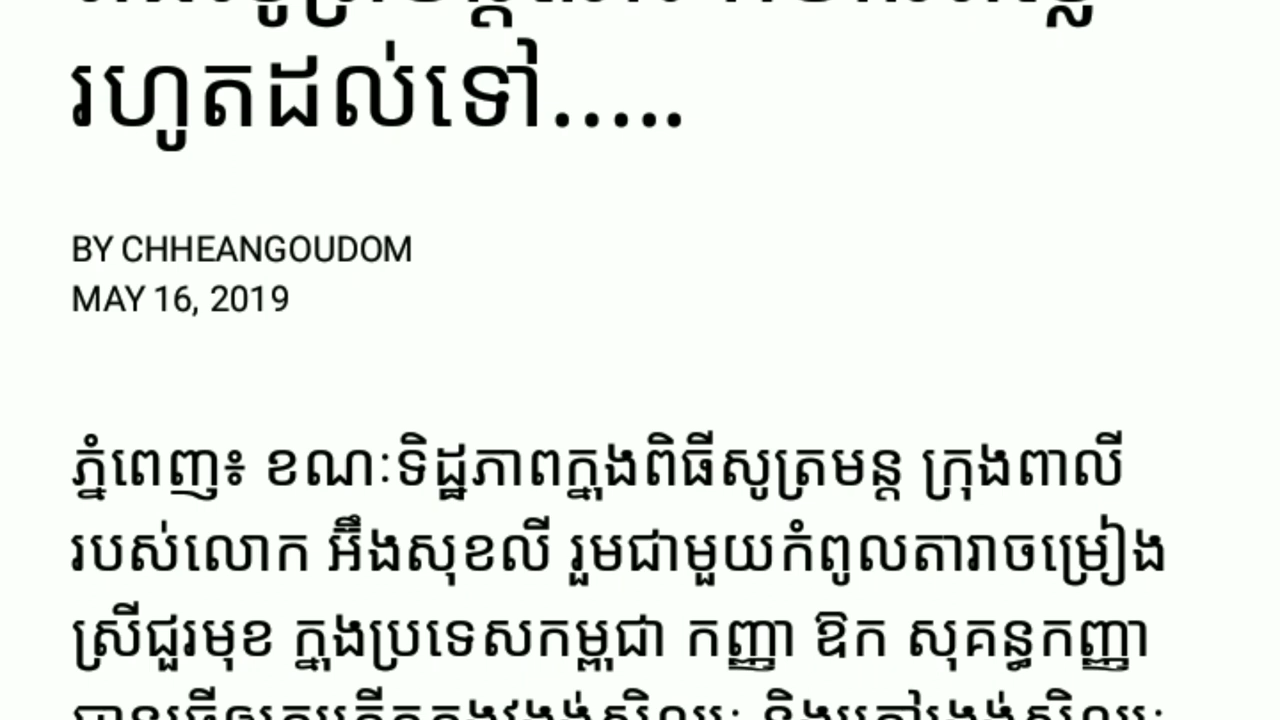 រហូតដល់ទៅ.....
BY CHHEANGOUDOM
MAY 16, 2019
ភ្នំពេញ៖ ខណៈទិដ្ឋភាពក្នុងពិធីសូត្រមន្ត ក្រុងពាលី
របស់លោក អ៊ឹងសុខលី រួមជាមួយកំពូលតារាចម្រៀង
ស្រីជួរមុខ ក្នុងប្រទេសកម្ពុជា កញ្ញា ឱក សុគន្ធកញ្ញា